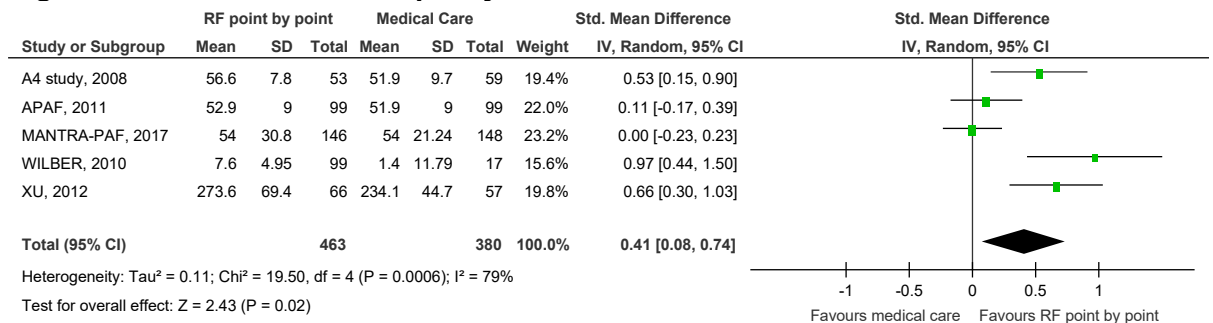 RF point by point Medical Care Std. Mean Difference Std. Mean Difference
Study or Subgroup Mean SD Total Mean SD Total Weight IV, Random, 95% CI IV, Random, 95% CI
A4 study, 2008 56.6 7.8 53 51.9 9.7 59 19.4% 0.53 [0.15, 0.90]
APAF, 2011 52.9 9 99 51.9 9 99 22.0% 0.11 [-0.17, 0.39]
MANTRA-PAF, 2017 54 30.8 146 54 21.24 148 23.2% 0.00 [-0.23, 0.23]
WILBER, 2010 7.6 4.95 99 1.4 11.79 17 15.6% 0.97 [0.44, 1.50]
XU, 2012 273.6 69.4 66 234.1 44.7 57 19.8% 0.66 [0.30, 1.03]
Total (95% CI) 463 380 100.0% 0.41 [0.08, 0.74]
Heterogeneity: Tau² = 0.11; Chi² = 19.50, df = 4 (P = 0.0006); I² = 79%
Test for overall effect: Z = 2.43 (P = 0.02)
-1 -0.5 0 0.5 1
Favours medical care Favours RF point by point